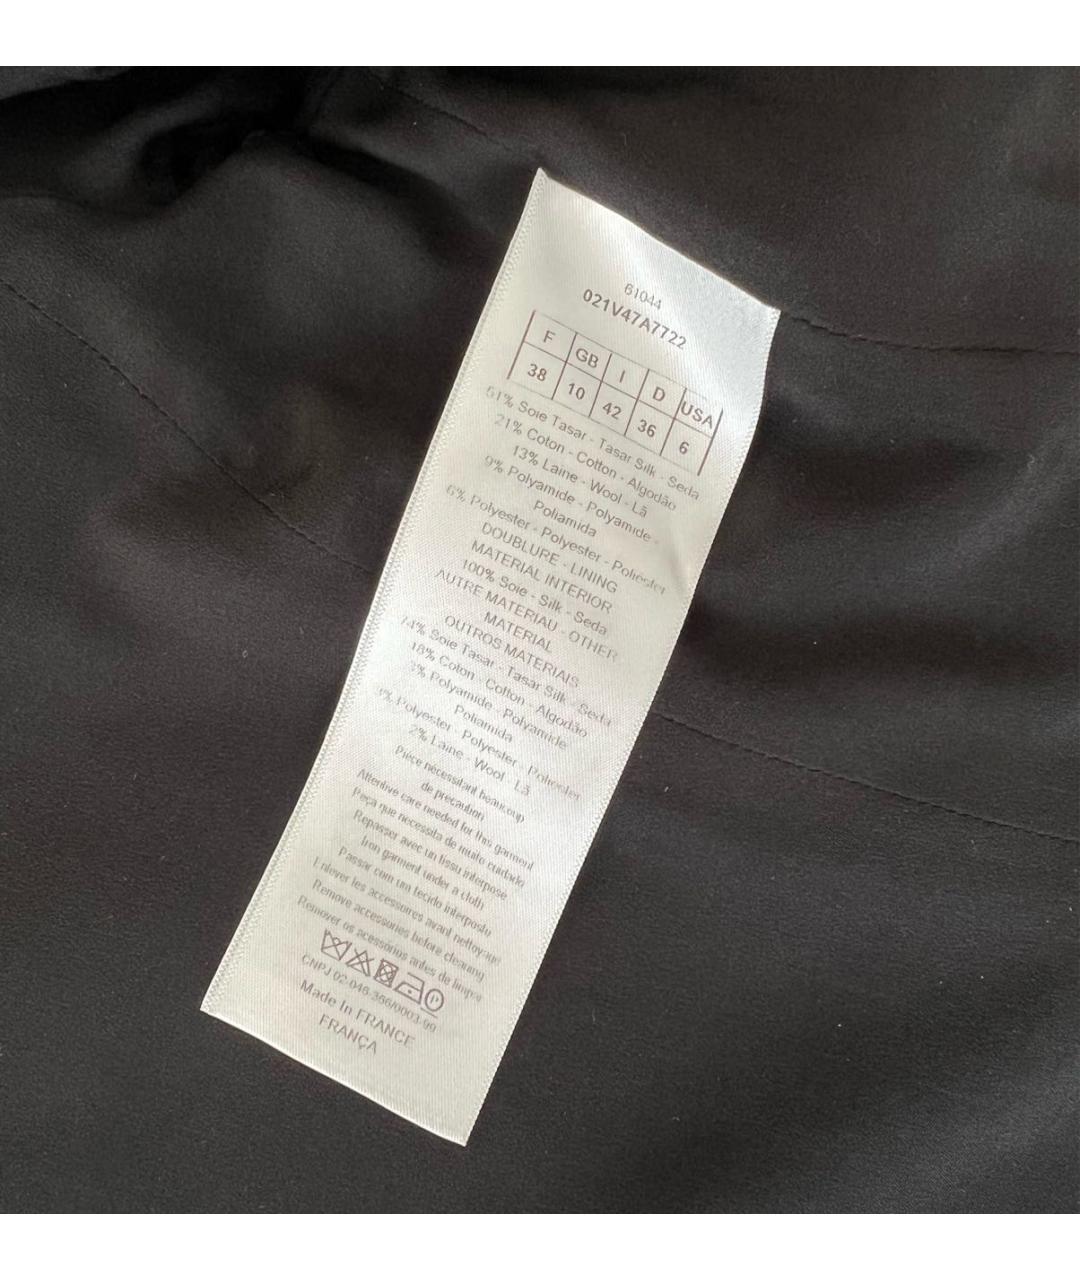 61044
021V47A7722
F GB I D USA
38 10 42 36 6
51% Soie Tasar - Tasar Silk - Seda
21% Coton - Cotton - Algodão
13% Laine - Wool - Lã
9% Polyamide - Polyamide -
Poliamida
6% Polyester - Polyester - Poliéster
DOUBLURE - LINING
MATERIAL INTERIOR
100% Soie - Silk - Seda
AUTRE MATERIAU - OTHER
MATERIAL
OUTROS MATERIAIS
74% Soie Tasar - Tasar Silk - Seda
18% Coton - Cotton - Algodão
3% Polyamide - Polyamide
Poliamida
3% Polyester - Polyester - Poliéster
2% Laine - Wool - Lã
Pièce nécessitant beaucoup
de précaution
Attentive care needed for this garment
Peça que necessita de muito cuidado
Repasser avec un tissu interposé
Iron garment under a cloth
Passar com um tecido interposto
Enlever les accessoires avant nettoyage
Remove accessories before cleaning
Remover os acessórios antes de limpar
CNPJ 02-046-366/0003-99
Made In FRANCE
FRANÇA